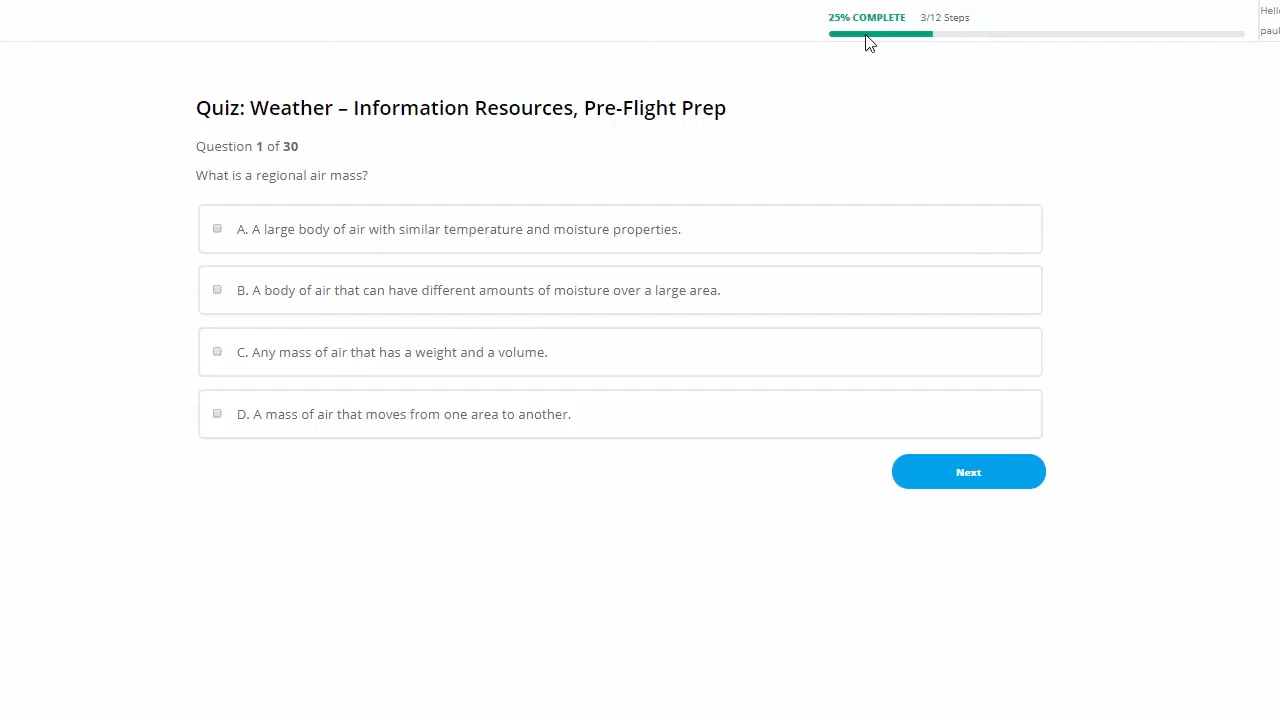 25% COMPLETE 3/12 Steps
Quiz: Weather – Information Resources, Pre-Flight Prep
Question 1 of 30
What is a regional air mass?
A. A large body of air with similar temperature and moisture properties.
B. A body of air that can have different amounts of moisture over a large area.
C. Any mass of air that has a weight and a volume.
D. A mass of air that moves from one area to another.
Next